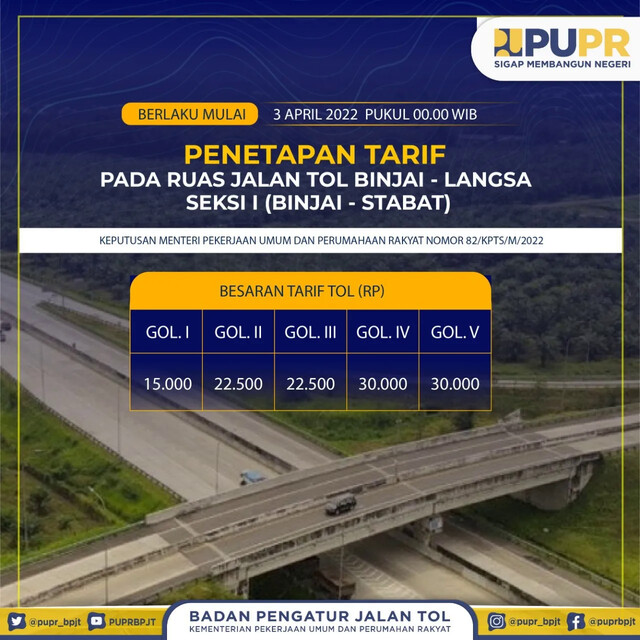 PUPR
SIGAP MEMBANGUN NEGERI
BERLAKU MULAI 3 APRIL 2022 PUKUL 00.00 WIB
PENETAPAN TARIF
PADA RUAS JALAN TOL BINJAI - LANGSA
SEKSI I (BINJAI - STABAT)
KEPUTUSAN MENTERI PEKERJAAN UMUM DAN PERUMAHAAN RAKYAT NOMOR 82/KPTS/M/2022
BESARAN TARIF TOL (RP)
GOL. I GOL. II GOL. III GOL. IV GOL. V
15.000 22.500 22.500 30.000 30.000
@pupr_bpjt PUPRBPJT BADAN PENGATUR JALAN TOL @pupr_bpjt @puprbpjt
KEMENTERIAN PEKERJAAN UMUM DAN PERUMAHAN RAKYAT